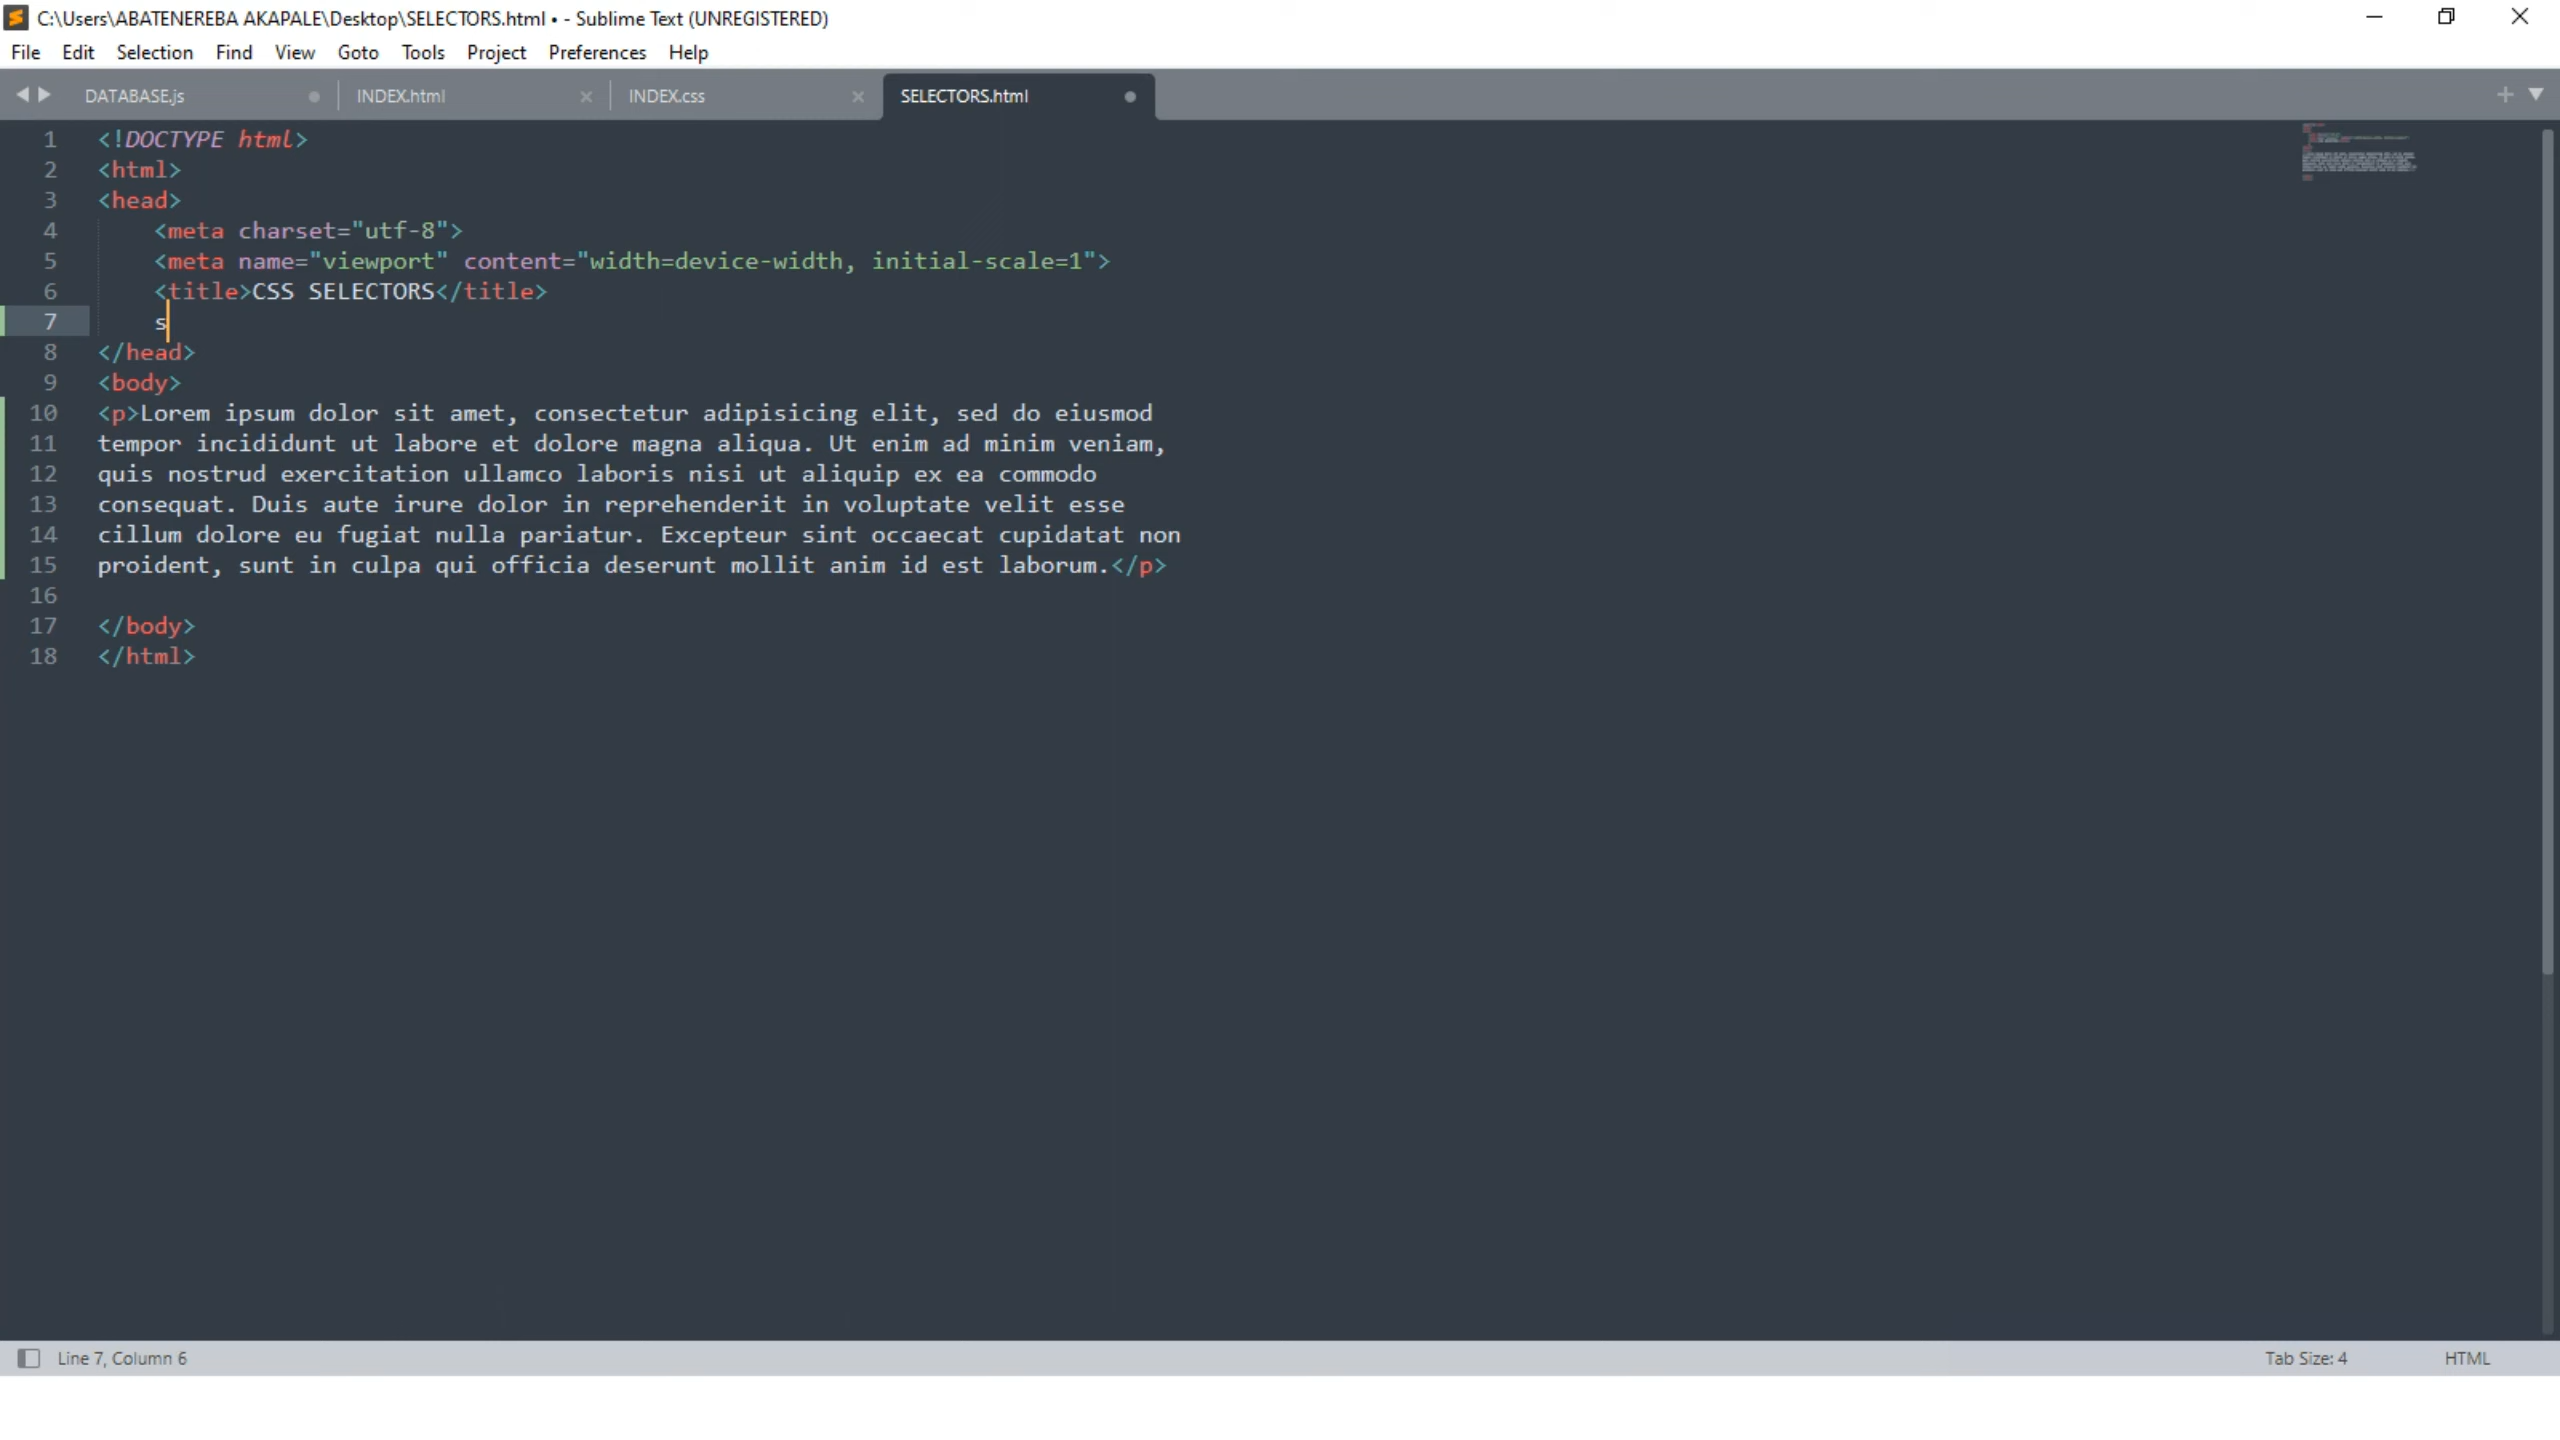 C:\Users\ABATENEREBA AKAPALE\Desktop\SELECTORS.html • - Sublime Text (UNREGISTERED)
File Edit Selection Find View Goto Tools Project Preferences Help
DATABASE.js INDEX.html INDEX.css SELECTORS.html
1 <!DOCTYPE html>
2 <html>
3 <head>
4 <meta charset="utf-8">
5 <meta name="viewport" content="width=device-width, initial-scale=1">
6 <title>CSS SELECTORS</title>
7 s
8 </head>
9 <body>
10 <p>Lorem ipsum dolor sit amet, consectetur adipisicing elit, sed do eiusmod
11 tempor incididunt ut labore et dolore magna aliqua. Ut enim ad minim veniam,
12 quis nostrud exercitation ullamco laboris nisi ut aliquip ex ea commodo
13 consequat. Duis aute irure dolor in reprehenderit in voluptate velit esse
14 cillum dolore eu fugiat nulla pariatur. Excepteur sint occaecat cupidatat non
15 proident, sunt in culpa qui officia deserunt mollit anim id est laborum.</p>
16
17 </body>
18 </html>
Line 7, Column 6 Tab Size: 4 HTML